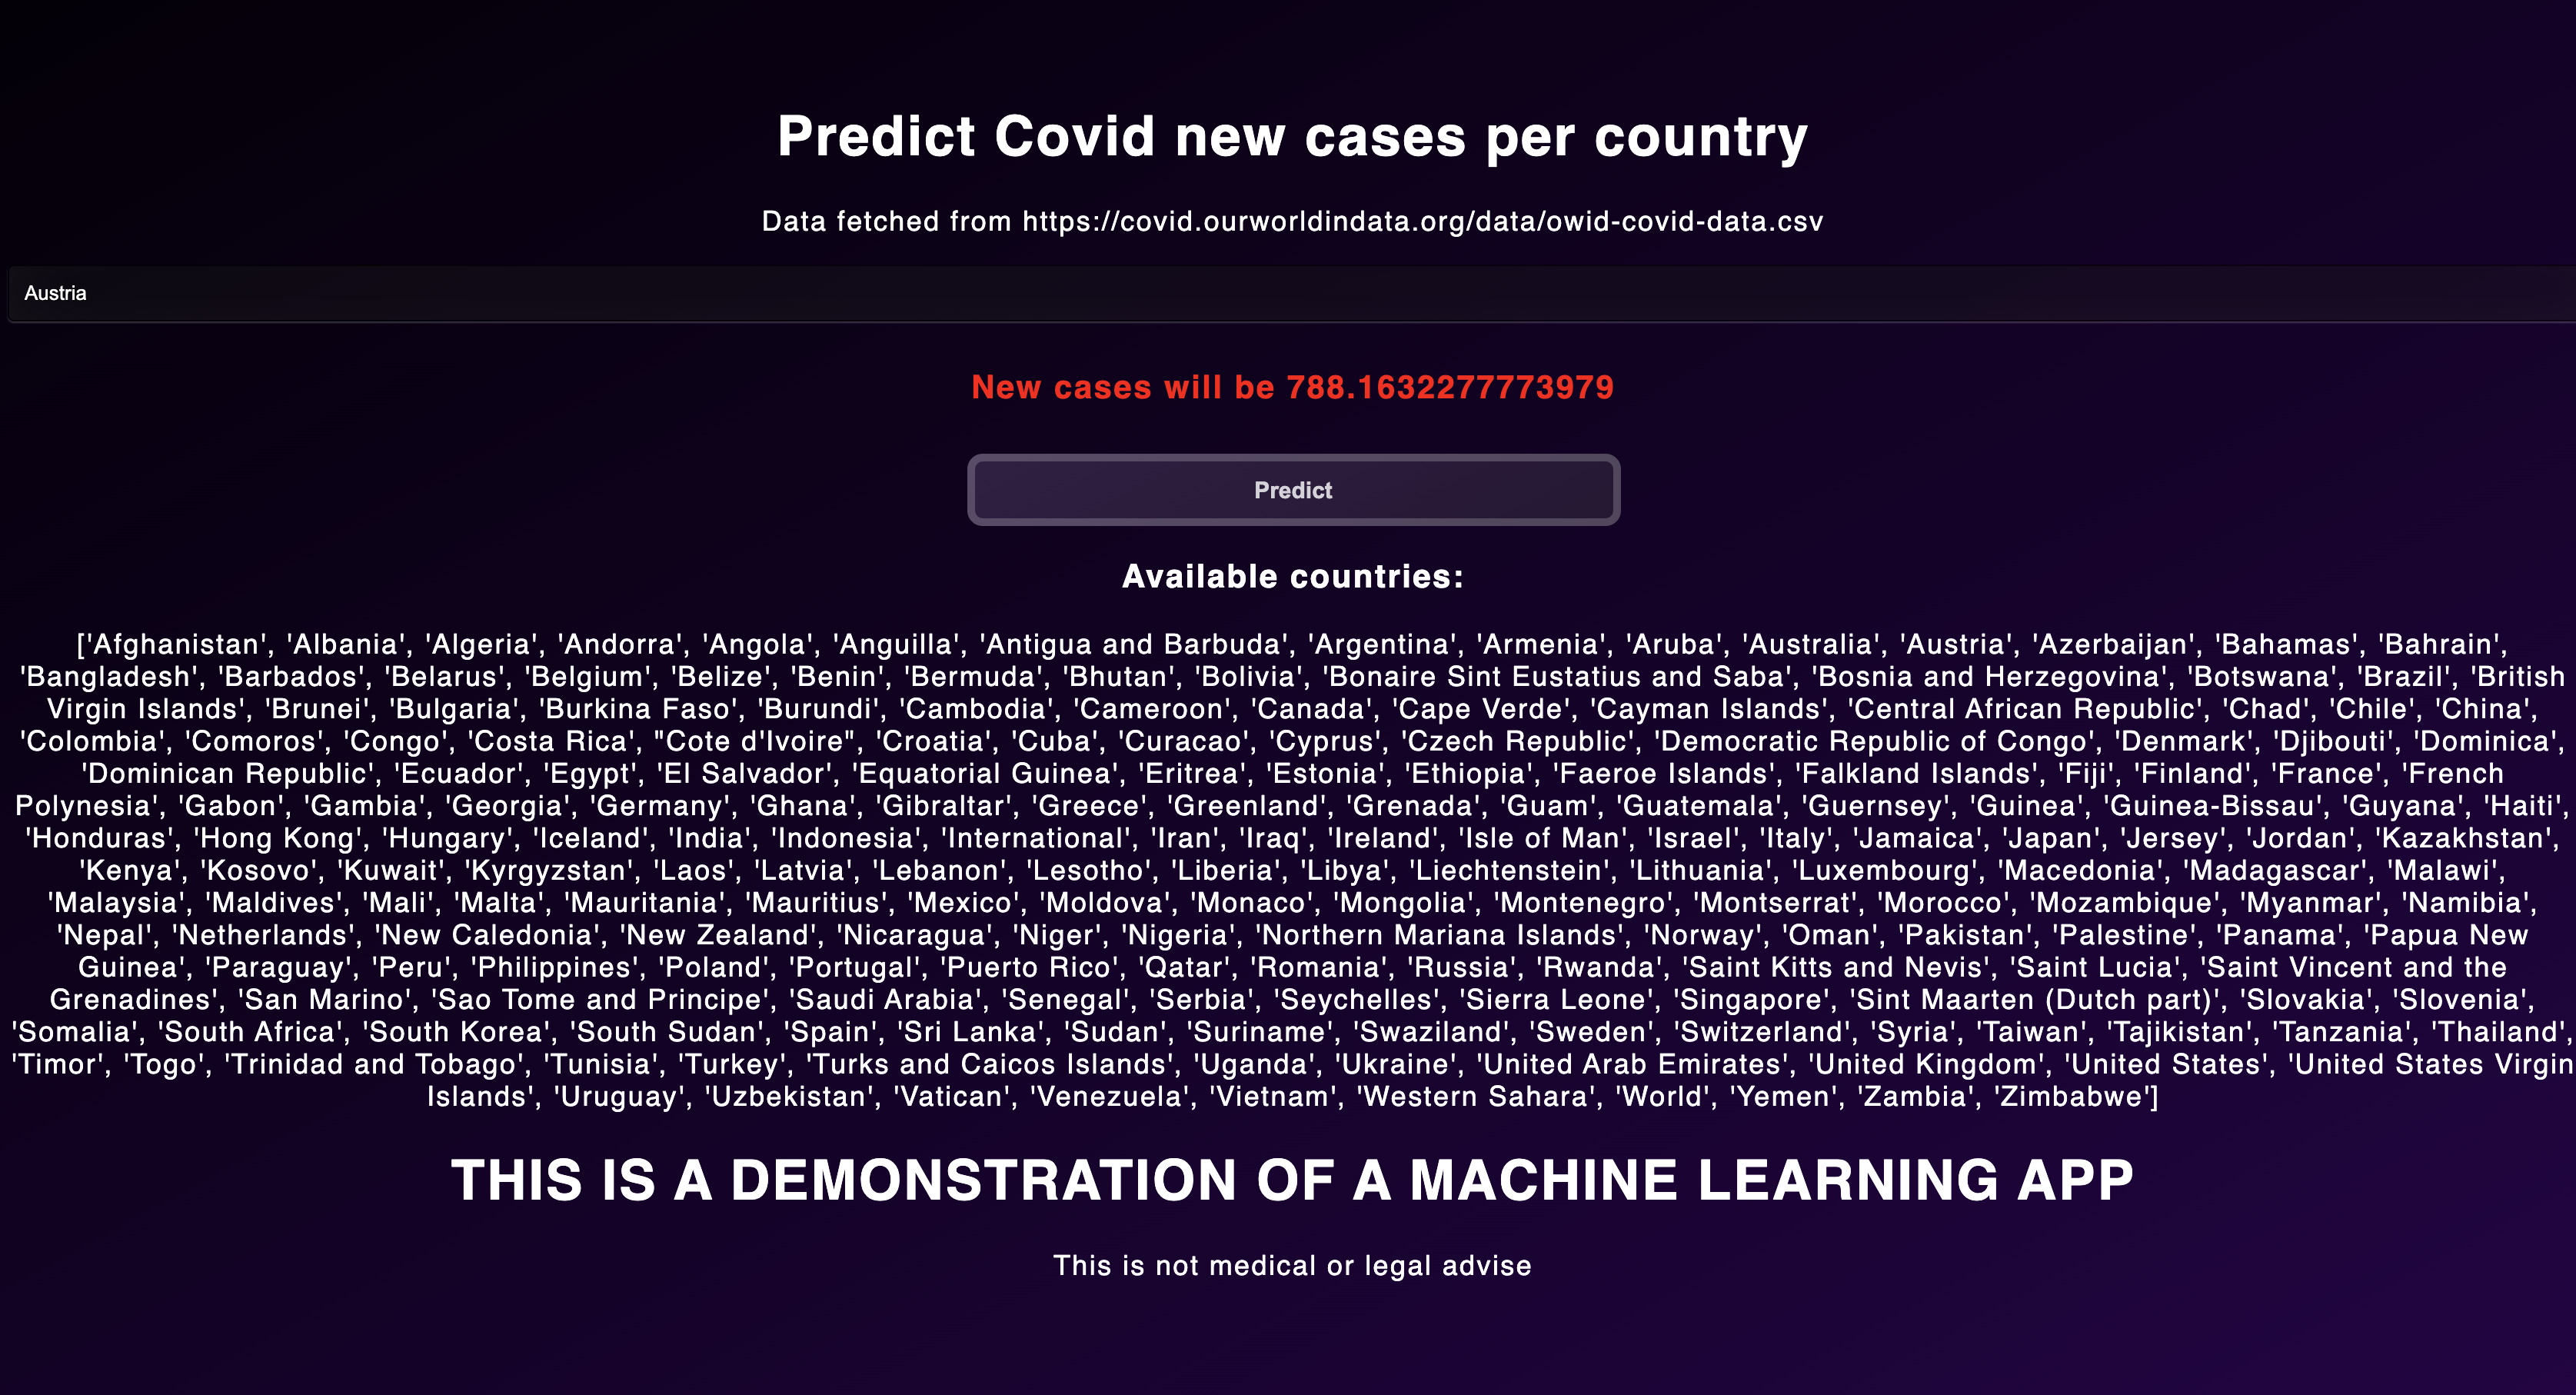 Predict Covid new cases per country
Data fetched from https://covid.ourworldindata.org/data/owid-covid-data.csv
Austria
New cases will be 788.1632277773979
Predict
Available countries:
['Afghanistan', 'Albania', 'Algeria', 'Andorra', 'Angola', 'Anguilla', 'Antigua and Barbuda', 'Argentina', 'Armenia', 'Aruba', 'Australia', 'Austria', 'Azerbaijan', 'Bahamas', 'Bahrain',
'Bangladesh', 'Barbados', 'Belarus', 'Belgium', 'Belize', 'Benin', 'Bermuda', 'Bhutan', 'Bolivia', 'Bonaire Sint Eustatius and Saba', 'Bosnia and Herzegovina', 'Botswana', 'Brazil', 'British
Virgin Islands', 'Brunei', 'Bulgaria', 'Burkina Faso', 'Burundi', 'Cambodia', 'Cameroon', 'Canada', 'Cape Verde', 'Cayman Islands', 'Central African Republic', 'Chad', 'Chile', 'China',
'Colombia', 'Comoros', 'Congo', 'Costa Rica', "Cote d'Ivoire", 'Croatia', 'Cuba', 'Curacao', 'Cyprus', 'Czech Republic', 'Democratic Republic of Congo', 'Denmark', 'Djibouti', 'Dominica',
'Dominican Republic', 'Ecuador', 'Egypt', 'El Salvador', 'Equatorial Guinea', 'Eritrea', 'Estonia', 'Ethiopia', 'Faeroe Islands', 'Falkland Islands', 'Fiji', 'Finland', 'France', 'French
Polynesia', 'Gabon', 'Gambia', 'Georgia', 'Germany', 'Ghana', 'Gibraltar', 'Greece', 'Greenland', 'Grenada', 'Guam', 'Guatemala', 'Guernsey', 'Guinea', 'Guinea-Bissau', 'Guyana', 'Haiti',
'Honduras', 'Hong Kong', 'Hungary', 'Iceland', 'India', 'Indonesia', 'International', 'Iran', 'Iraq', 'Ireland', 'Isle of Man', 'Israel', 'Italy', 'Jamaica', 'Japan', 'Jersey', 'Jordan', 'Kazakhstan',
'Kenya', 'Kosovo', 'Kuwait', 'Kyrgyzstan', 'Laos', 'Latvia', 'Lebanon', 'Lesotho', 'Liberia', 'Libya', 'Liechtenstein', 'Lithuania', 'Luxembourg', 'Macedonia', 'Madagascar', 'Malawi',
'Malaysia', 'Maldives', 'Mali', 'Malta', 'Mauritania', 'Mauritius', 'Mexico', 'Moldova', 'Monaco', 'Mongolia', 'Montenegro', 'Montserrat', 'Morocco', 'Mozambique', 'Myanmar', 'Namibia',
'Nepal', 'Netherlands', 'New Caledonia', 'New Zealand', 'Nicaragua', 'Niger', 'Nigeria', 'Northern Mariana Islands', 'Norway', 'Oman', 'Pakistan', 'Palestine', 'Panama', 'Papua New
Guinea', 'Paraguay', 'Peru', 'Philippines', 'Poland', 'Portugal', 'Puerto Rico', 'Qatar', 'Romania', 'Russia', 'Rwanda', 'Saint Kitts and Nevis', 'Saint Lucia', 'Saint Vincent and the
Grenadines', 'San Marino', 'Sao Tome and Principe', 'Saudi Arabia', 'Senegal', 'Serbia', 'Seychelles', 'Sierra Leone', 'Singapore', 'Sint Maarten (Dutch part)', 'Slovakia', 'Slovenia',
'Somalia', 'South Africa', 'South Korea', 'South Sudan', 'Spain', 'Sri Lanka', 'Sudan', 'Suriname', 'Swaziland', 'Sweden', 'Switzerland', 'Syria', 'Taiwan', 'Tajikistan', 'Tanzania', 'Thailand',
'Timor', 'Togo', 'Trinidad and Tobago', 'Tunisia', 'Turkey', 'Turks and Caicos Islands', 'Uganda', 'Ukraine', 'United Arab Emirates', 'United Kingdom', 'United States', 'United States Virgin
Islands', 'Uruguay', 'Uzbekistan', 'Vatican', 'Venezuela', 'Vietnam', 'Western Sahara', 'World', 'Yemen', 'Zambia', 'Zimbabwe']
THIS IS A DEMONSTRATION OF A MACHINE LEARNING APP
This is not medical or legal advise